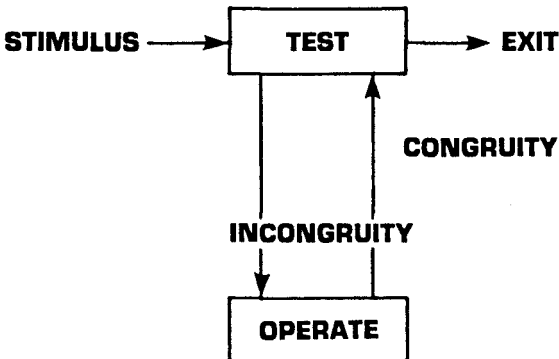 STIMULUS
TEST
EXIT
CONGRUITY
INCONGRUITY
OPERATE